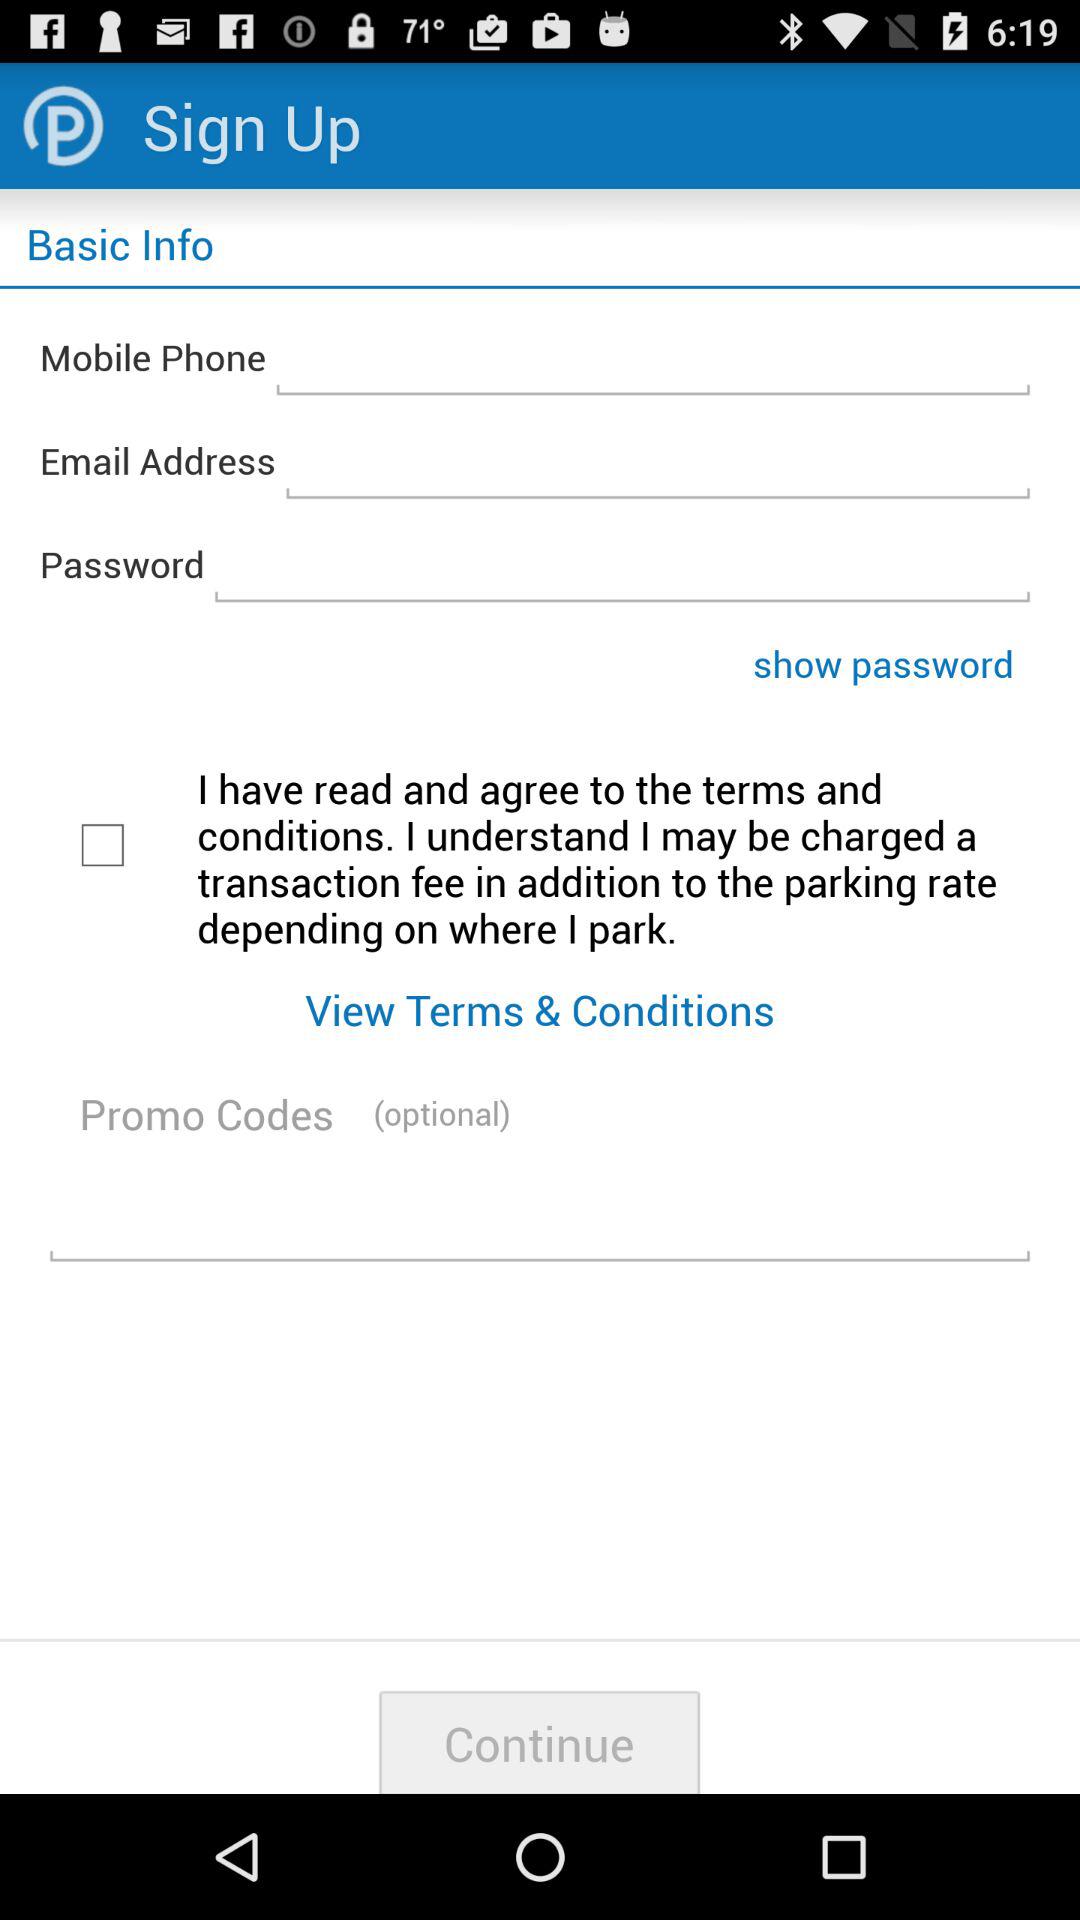 71° 6:19
P Sign Up
Basic Info
Mobile Phone
Email Address
Password
show password
I have read and agree to the terms and
conditions. I understand I may be charged a
transaction fee in addition to the parking rate
depending on where I park.
View Terms & Conditions
Promo Codes (optional)
Continue